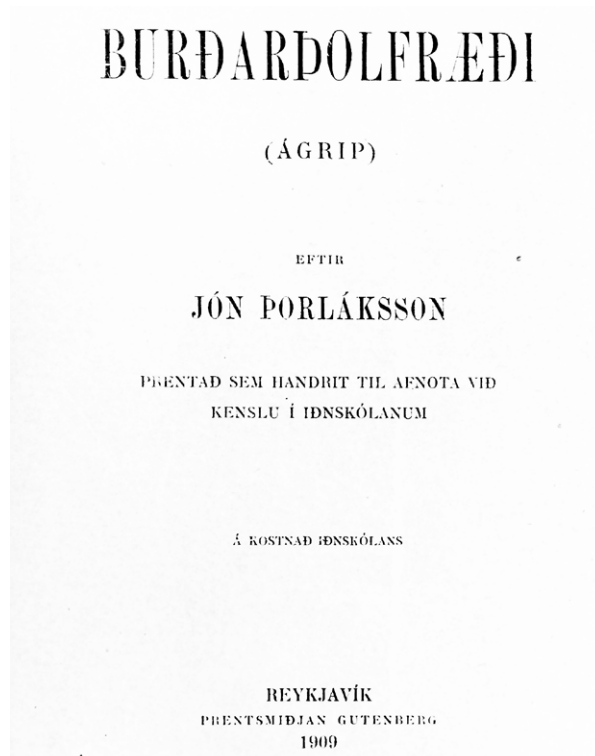 BURÐARÞOLFRÆÐI
(ÁGRIP)
EFTIR
JÓN ÞORLÁKSSON
PRENTAÐ SEM HANDRIT TIL AFNOTA VIÐ
KENSLU Í IÐNSKÓLANUM
Á KOSTNAÐ IÐNSKÓLANS
REYKJAVÍK
PRENTSMIÐJAN GUTENBERG
1909